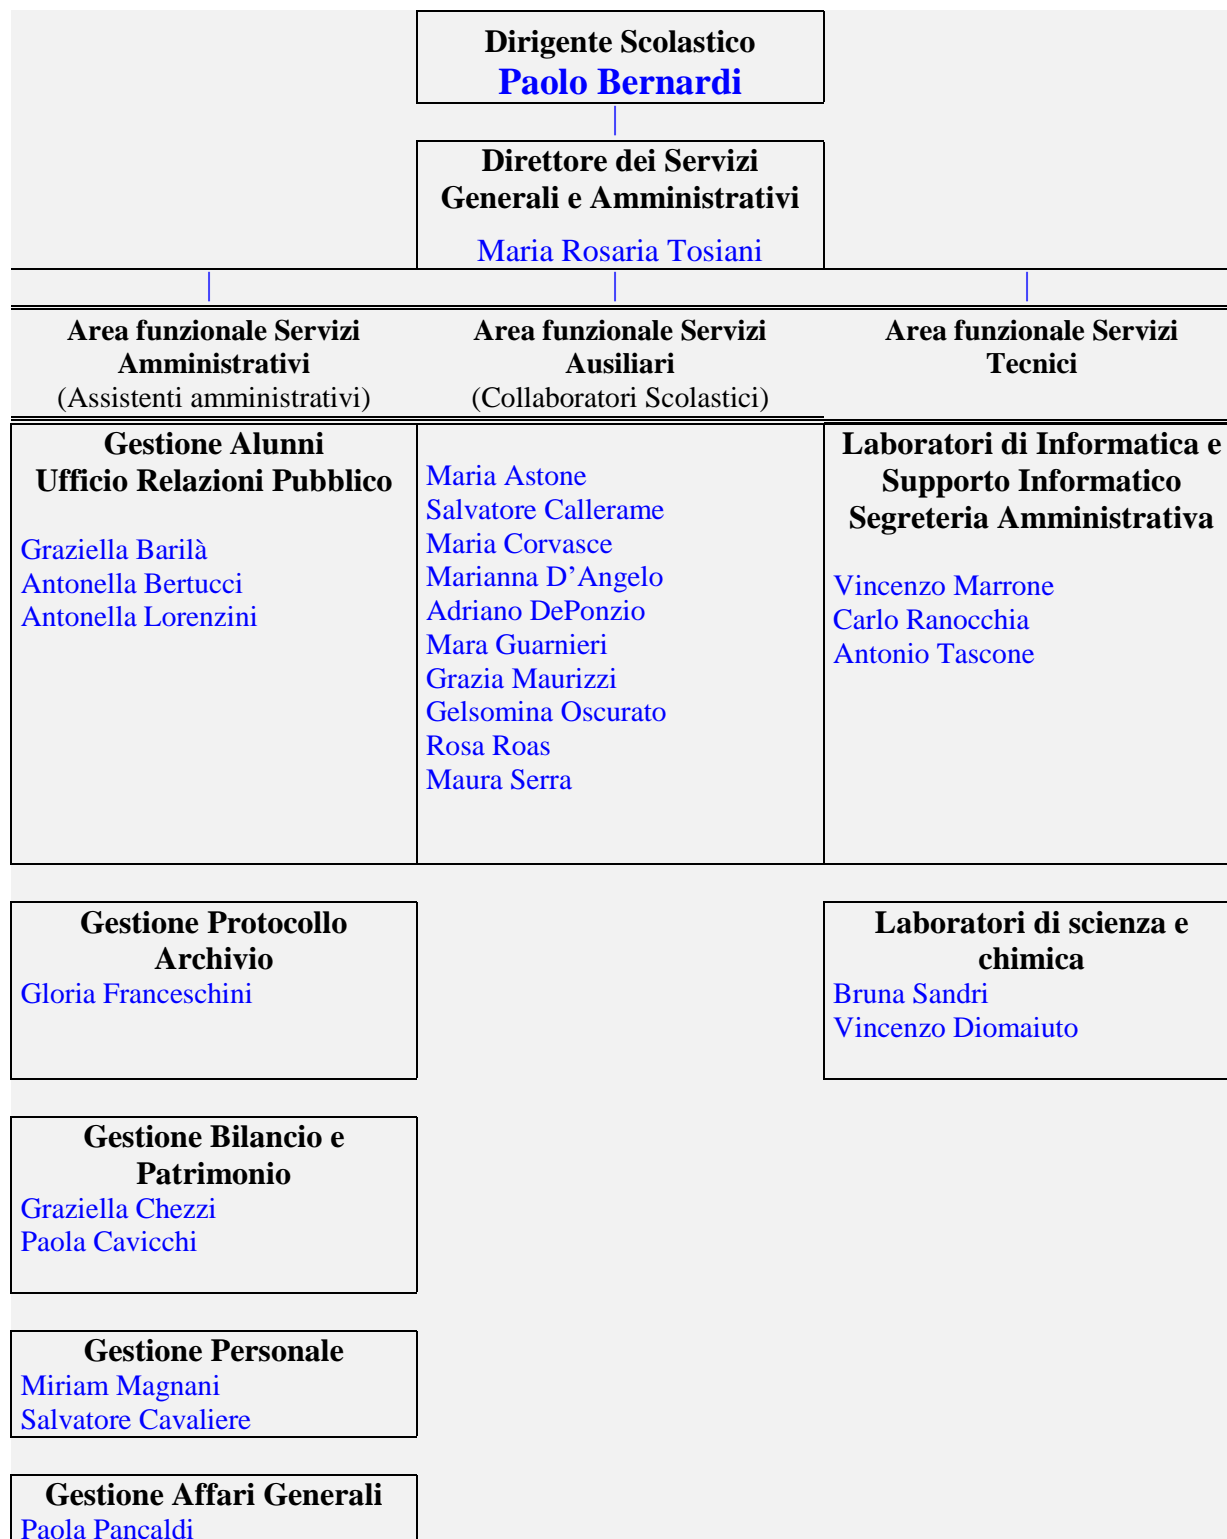 Dirigente Scolastico
Paolo Bernardi
Direttore dei Servizi
Generali e Amministrativi
Maria Rosaria Tosiani
Area funzionale Servizi
Amministrativi
(Assistenti amministrativi)
Area funzionale Servizi
Ausiliari
(Collaboratori Scolastici)
Area funzionale Servizi
Tecnici
Gestione Alunni
Ufficio Relazioni Pubblico
Graziella Barilà
Antonella Bertucci
Antonella Lorenzini
Maria Astone
Salvatore Callerame
Maria Corvasce
Marianna D’Angelo
Adriano DePonzio
Mara Guarnieri
Grazia Maurizzi
Gelsomina Oscurato
Rosa Roas
Maura Serra
Laboratori di Informatica e
Supporto Informatico
Segreteria Amministrativa
Vincenzo Marrone
Carlo Ranocchia
Antonio Tascone
Gestione Protocollo
Archivio
Gloria Franceschini
Laboratori di scienza e
chimica
Bruna Sandri
Vincenzo Diomaiuto
Gestione Bilancio e
Patrimonio
Graziella Chezzi
Paola Cavicchi
Gestione Personale
Miriam Magnani
Salvatore Cavaliere
Gestione Affari Generali
Paola Pancaldi